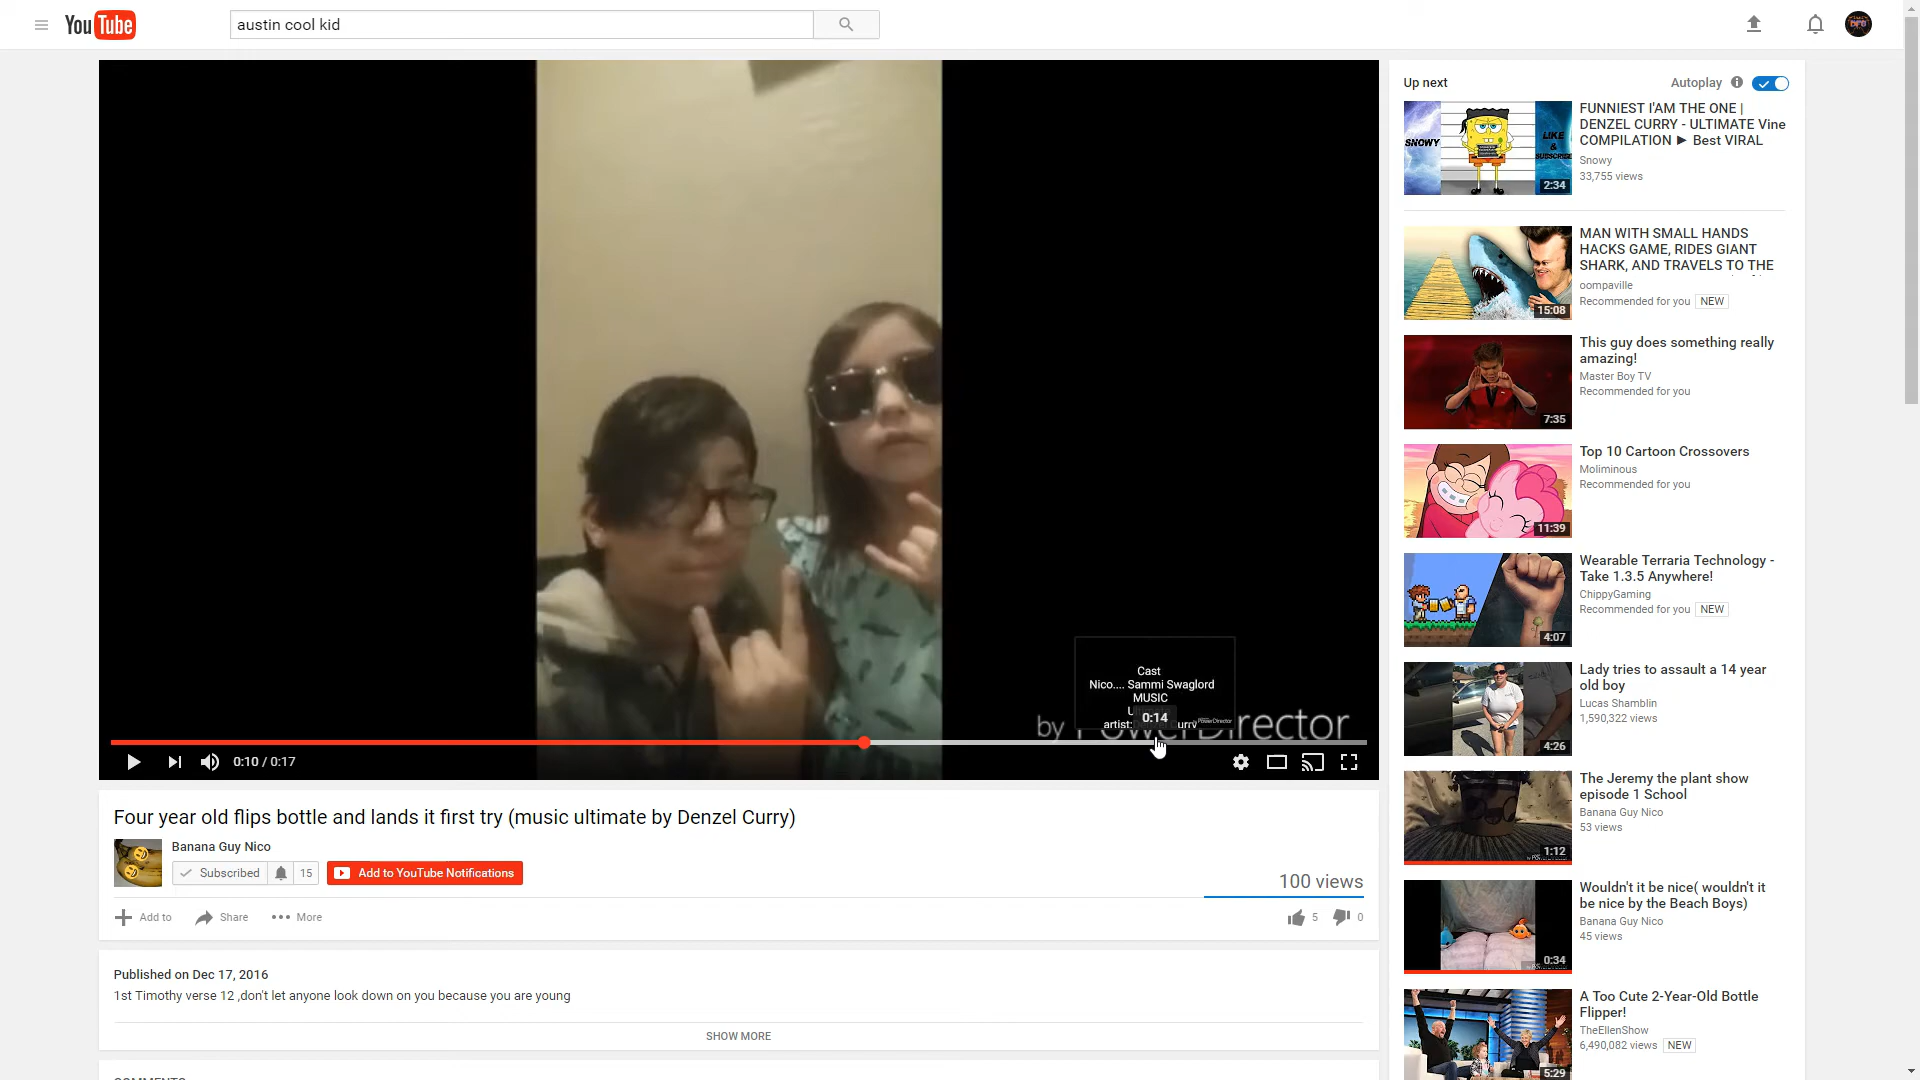 YouTube
austin cool kid
Cast
Nico.... Sammi Swaglord
MUSIC
0:14
artist:
by PowerDirector
0:10 / 0:17
Four year old flips bottle and lands it first try (music ultimate by Denzel Curry)
Banana Guy Nico
Subscribed 15
Add to YouTube Notifications
100 views
Add to
Share
More
5
0
Published on Dec 17, 2016
1st Timothy verse 12 ,don't let anyone look down on you because you are young
SHOW MORE
Up next
Autoplay
SNOWY
LIKE
&
SUBSCRIBE
2:34
FUNNIEST I'AM THE ONE |
DENZEL CURRY - ULTIMATE Vine
COMPILATION ► Best VIRAL
Snowy
33,755 views
15:08
MAN WITH SMALL HANDS
HACKS GAME, RIDES GIANT
SHARK, AND TRAVELS TO THE
oompaville
Recommended for you NEW
7:35
This guy does something really
amazing!
Master Boy TV
Recommended for you
11:39
Top 10 Cartoon Crossovers
Moliminous
Recommended for you
4:07
Wearable Terraria Technology -
Take 1.3.5 Anywhere!
ChippyGaming
Recommended for you NEW
4:26
Lady tries to assault a 14 year
old boy
Lucas Shamblin
1,590,322 views
1:12
The Jeremy the plant show
episode 1 School
Banana Guy Nico
53 views
0:34
Wouldn't it be nice( wouldn't it
be nice by the Beach Boys)
Banana Guy Nico
45 views
5:29
A Too Cute 2-Year-Old Bottle
Flipper!
TheEllenShow
6,490,082 views NEW